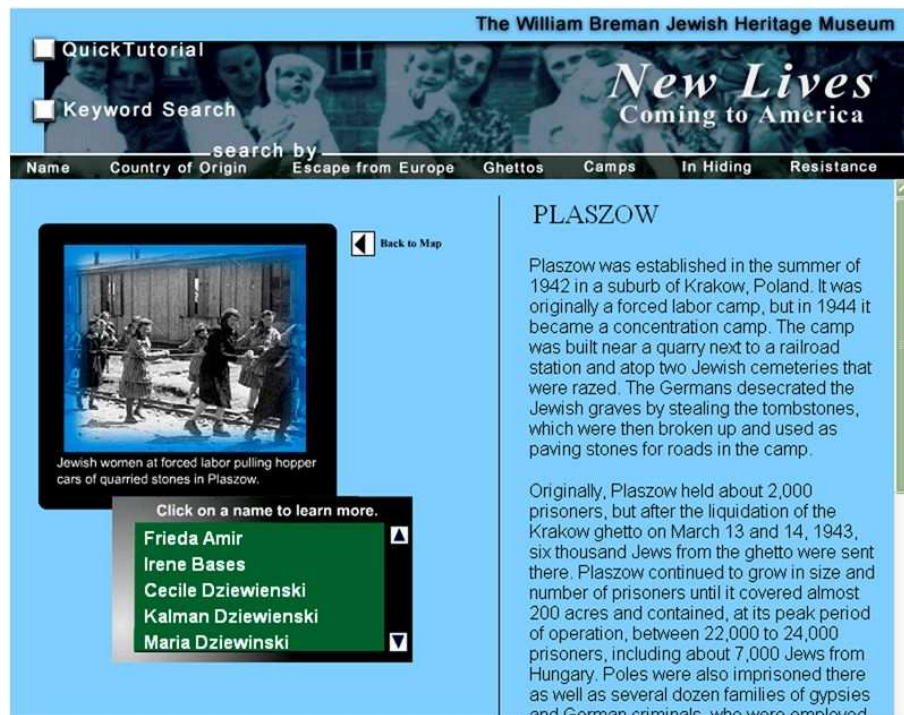 The William Breman Jewish Heritage Museum
QuickTutorial
New Lives
Keyword Search
Coming to America
search by
Name Country of Origin Escape from Europe Ghettos Camps In Hiding Resistance
Back to Map
Jewish women at forced labor pulling hopper
cars of quarried stones in Plaszow.
Click on a name to learn more.
Frieda Amir
Irene Bases
Cecile Dziewienski
Kalman Dziewienski
Maria Dziewinski
PLASZOW
Plaszow was established in the summer of
1942 in a suburb of Krakow, Poland. It was
originally a forced labor camp, but in 1944 it
became a concentration camp. The camp
was built near a quarry next to a railroad
station and atop two Jewish cemeteries that
were razed. The Germans desecrated the
Jewish graves by stealing the tombstones,
which were then broken up and used as
paving stones for roads in the camp.
Originally, Plaszow held about 2,000
prisoners, but after the liquidation of the
Krakow ghetto on March 13 and 14, 1943,
six thousand Jews from the ghetto were sent
there. Plaszow continued to grow in size and
number of prisoners until it covered almost
200 acres and contained, at its peak period
of operation, between 22,000 to 24,000
prisoners, including about 7,000 Jews from
Hungary. Poles were also imprisoned there
as well as several dozen families of gypsies
and German criminals, who were employed